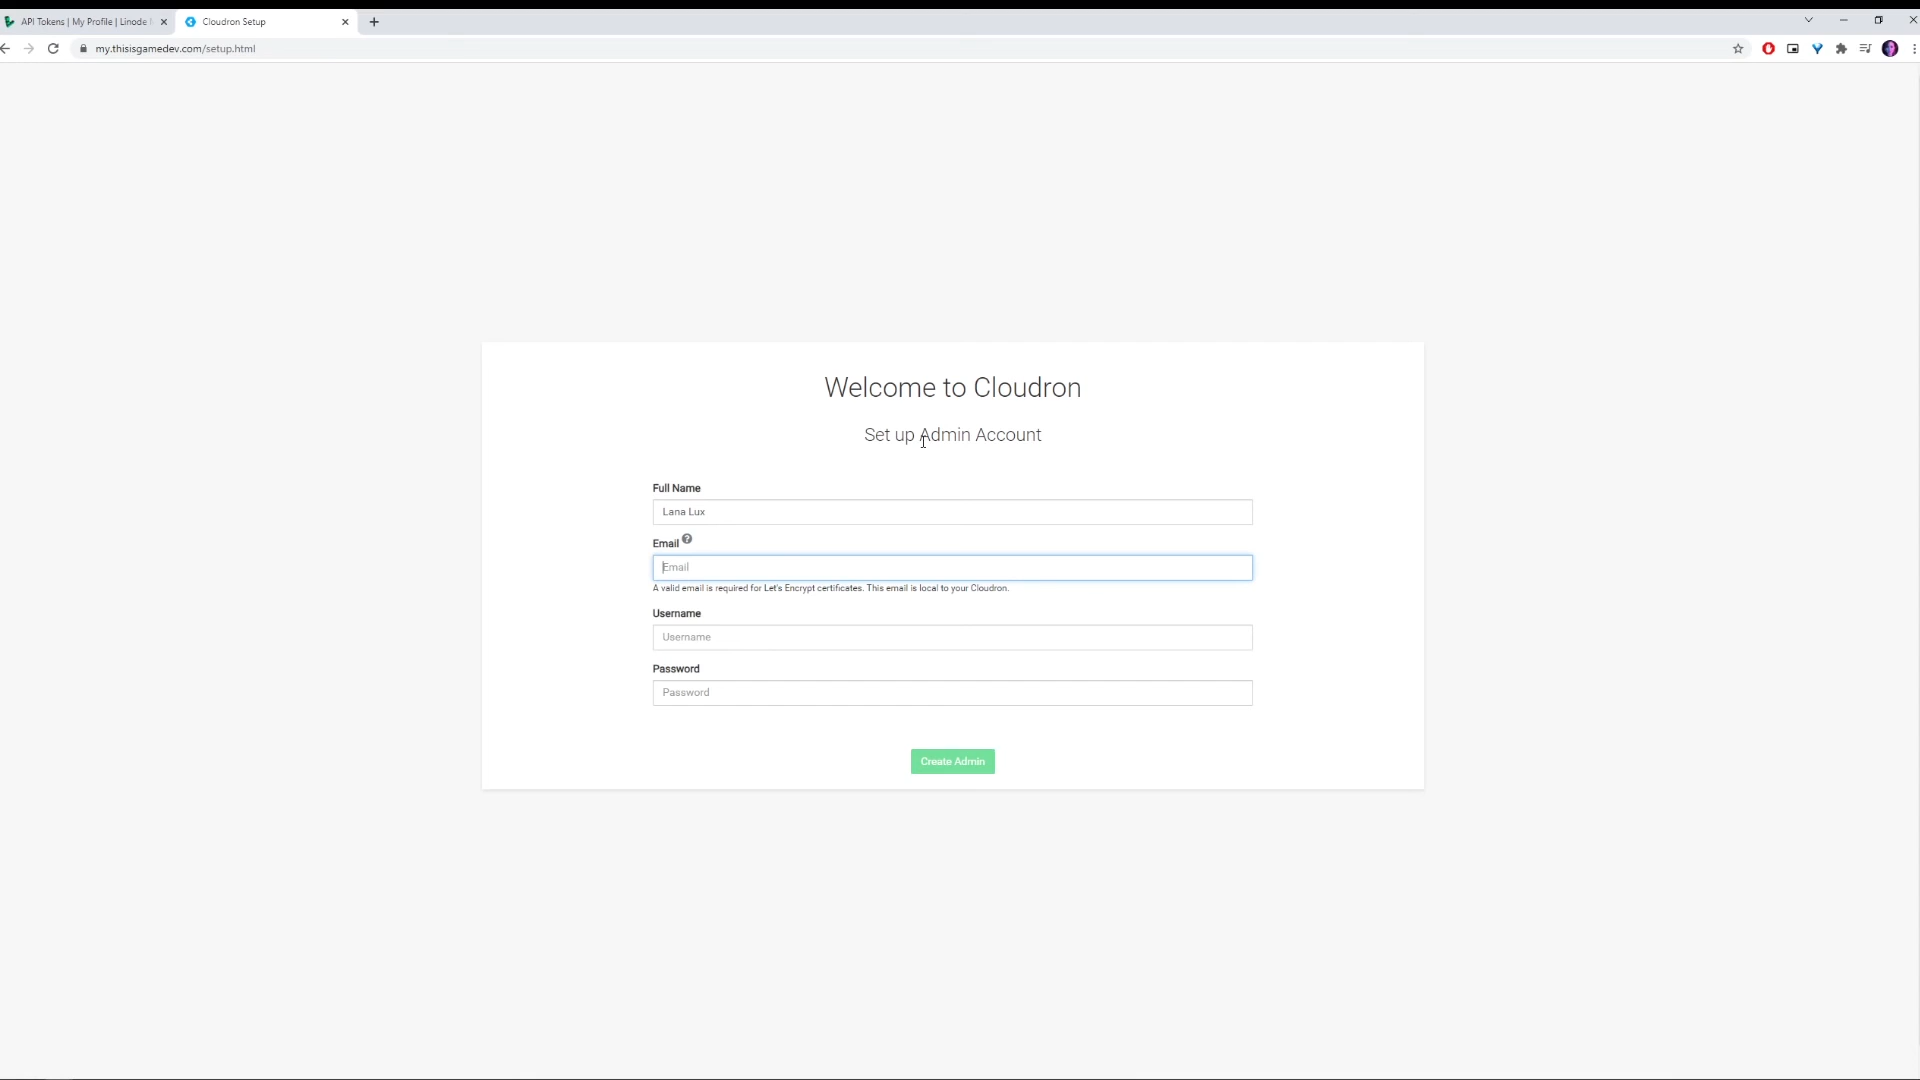 API Tokens | My Profile | Linode
Cloudron Setup
my.thisisgamedev.com/setup.html
Welcome to Cloudron
Set up Admin Account
Full Name
Lana Lux
Email
Email
A valid email is required for Let's Encrypt certificates. This email is local to your Cloudron.
Username
Username
Password
Password
Create Admin